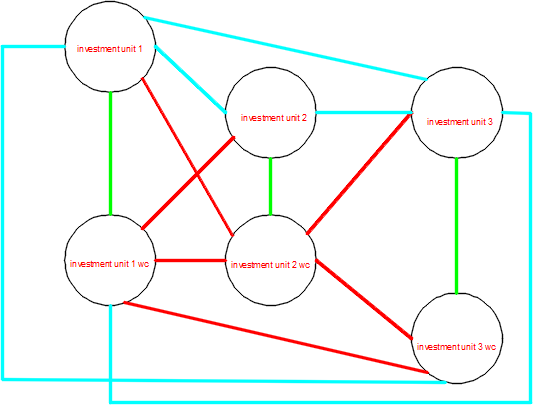 investment unit 1
investment unit 2
investment unit 3
investment unit 1 wc
investment unit 2 wc
investment unit 3 wc